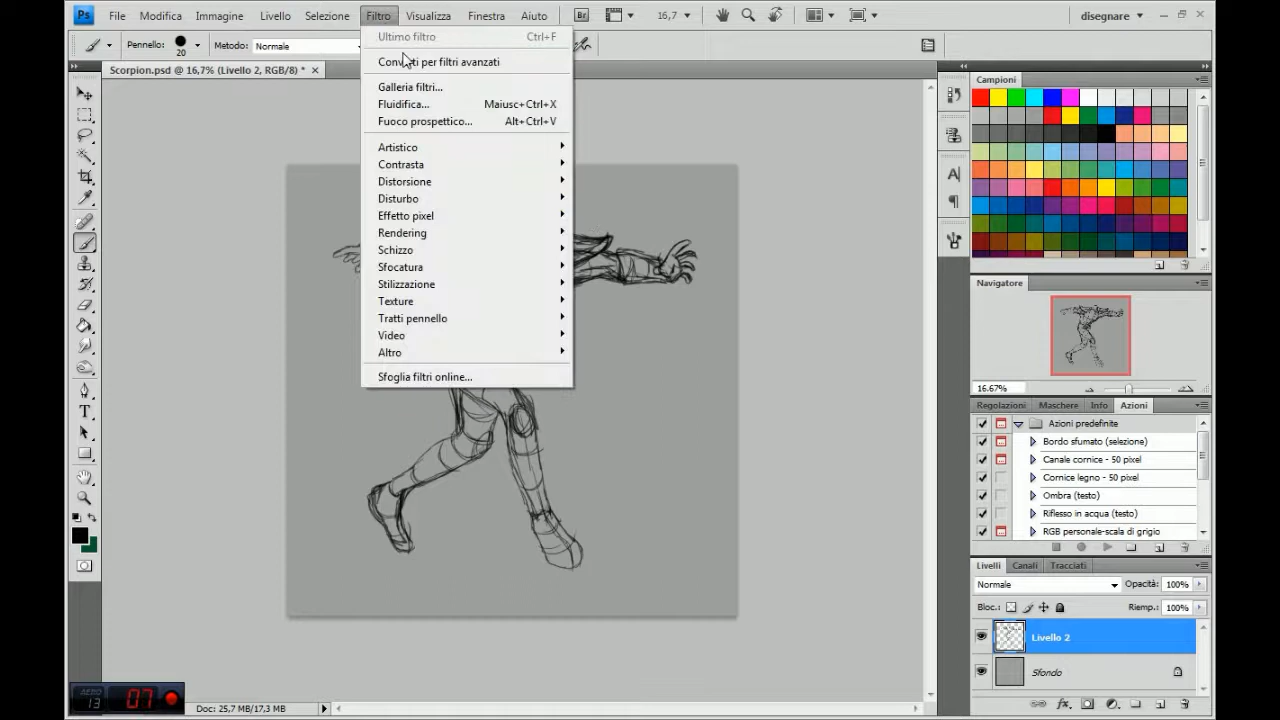 Ps File Modifica Immagine Livello Selezione Filtro Visualizza Finestra Aiuto Br 16,7 disegnare
Pennello: 20 Metodo: Normale
Scorpion.psd @ 16,7% (Livello 2, RGB/8) *
Ultimo filtro Ctrl+F
per filtri avanzati
Galleria filtri...
Fluidifica... Maiusc+Ctrl+X
Fuoco prospettico... Alt+Ctrl+V
Artistico
Contrasta
Distorsione
Disturbo
Effetto pixel
Rendering
Schizzo
Sfocatura
Stilizzazione
Texture
Tratti pennello
Video
Altro
Sfoglia filtri online...
Campioni
Navigatore
16.67%
Regolazioni Maschere Info Azioni
Azioni predefinite
Bordo sfumato (selezione)
Canale cornice - 50 pixel
Cornice legno - 50 pixel
Ombra (testo)
Riflesso in acqua (testo)
RGB personale-scala di grigio
Livelli Canali Tracciati
Normale Opacità: 100%
Bloc.: Riemp.: 100%
Livello 2
Sfondo
fx
AERO
13 07
Doc: 25,7 MB/17,3 MB